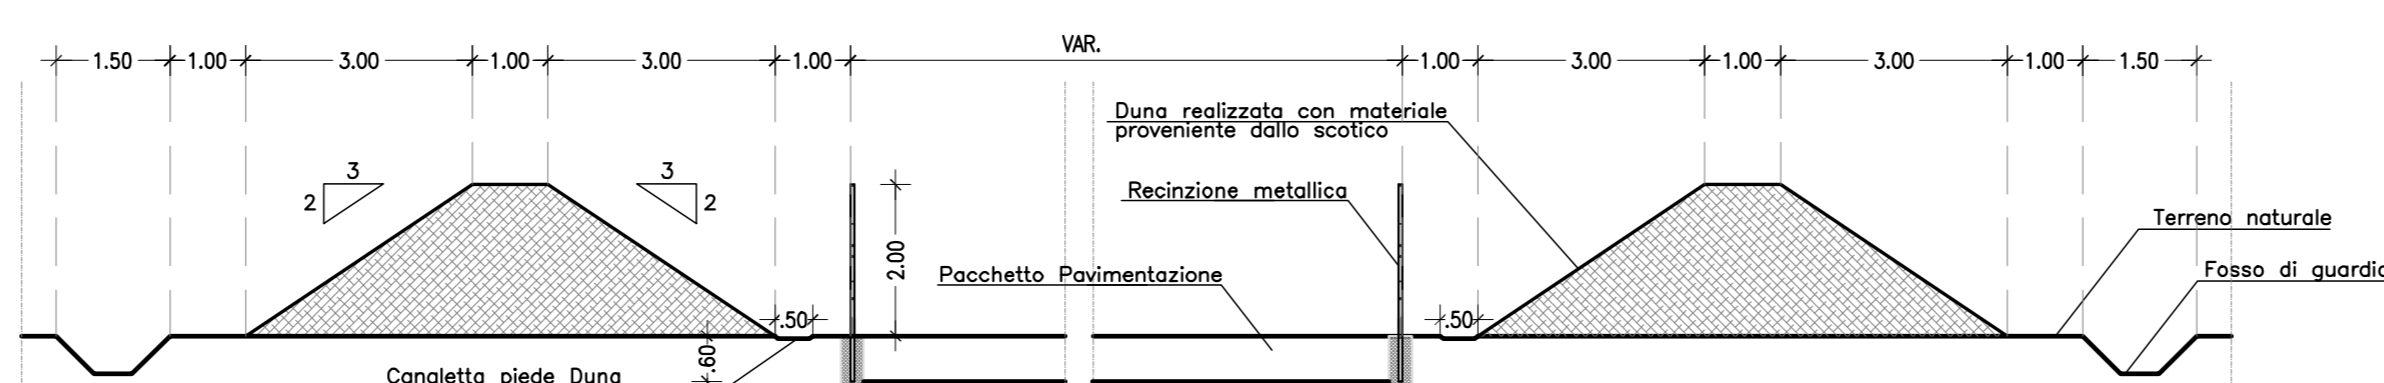 VAR.
1.50 1.00 3.00 1.00 3.00 1.00 1.00 3.00 1.00 3.00 1.00 1.50
Duna realizzata con materiale
proveniente dallo scotico
3 3
2 2
Recinzione metallica
Terreno naturale
2.00
Pacchetto Pavimentazione
Fosso di guardia
.50 .50
.60
Canaletta piede Duna